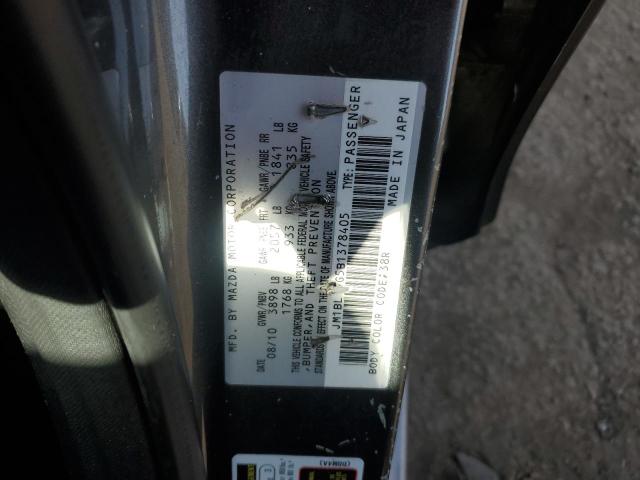 MFD. BY MAZDA MOTOR CORPORATION
DATE GVWR/PNBV GAWR/PNBE FRT GAWR/PNBE RR
08/10 3898 LB 2057 LB 1841 LB
1768 KG 933 KG 835 KG
THIS VEHICLE CONFORMS TO ALL APPLICABLE FEDERAL MOTOR VEHICLE SAFETY
,BUMPER,AND THEFT PREVENTION
STANDARDS IN EFFECT ON THE DATE OF MANUFACTURE SHOWN ABOVE.
JM1BL G5B1378405 TYPE: PASSENGER
BODY COLOR CODE:38R MADE IN JAPAN
(DDM4A)